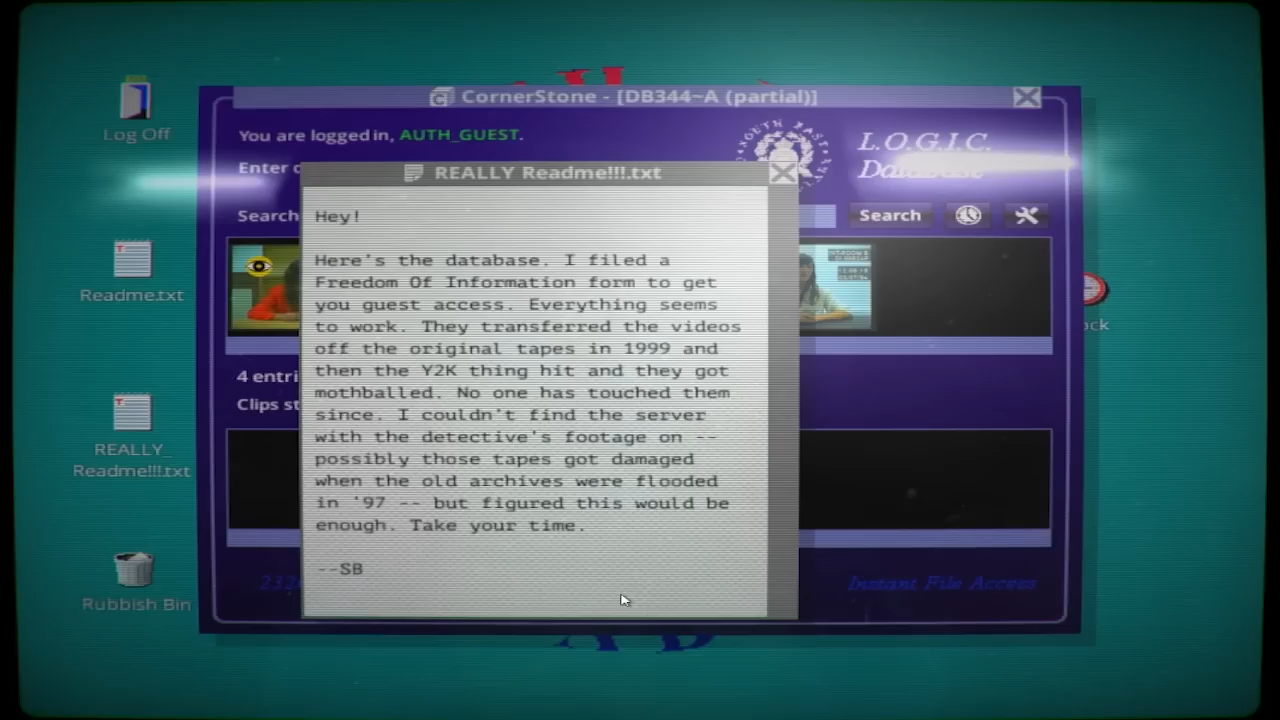 Log Off
CornerStone - [DB344~A (partial)]
You are logged in, AUTH_GUEST.
L.O.G.I.C.
Database
Enter
REALLY Readme!!!.txt
Search
Search
Readme.txt
Hey!
Here's the database. I filed a
Freedom Of Information form to get
you guest access. Everything seems
to work. They transferred the videos
off the original tapes in 1999 and
then the Y2K thing hit and they got
mothballed. No one has touched them
since. I couldn't find the server
with the detective's footage on --
possibly those tapes got damaged
when the old archives were flooded
in '97 -- but figured this would be
enough. Take your time.
--SB
4 entri
Clips st
REALLY_
Readme!!!.txt
Rubbish Bin
232
Instant File Access
ock